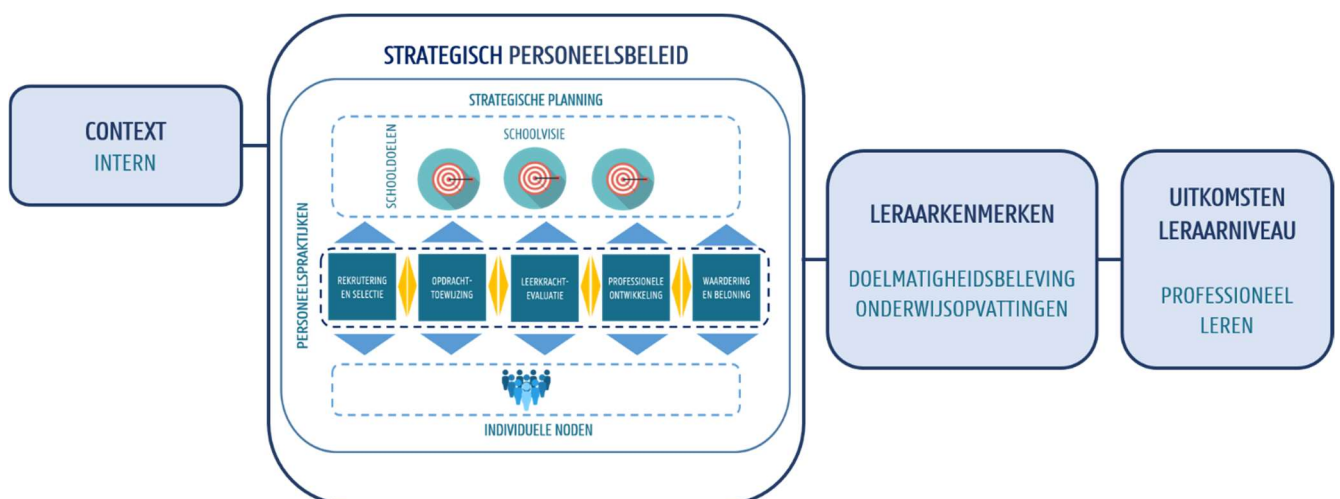 CONTEXT
INTERN
STRATEGISCH PERSONEELSBELEID
STRATEGISCHE PLANNING
SCHOOLVISIE
SCHOOLDOELEN
PERSONEELSPRAKTIJKEN
REKRUTERING
EN SELECTIE
OPDRACHT-
TOEWIJZING
LEERKRACHT-
EVALUATIE
PROFESSIONELE
ONTWIKKELING
WAARDERING
EN BELONING
INDIVIDUELE NODEN
LERAARKENMERKEN
DOELMATIGHEIDSBELEVING
ONDERWIJSOPVATTINGEN
UITKOMSTEN
LERAARNIVEAU
PROFESSIONEEL
LEREN